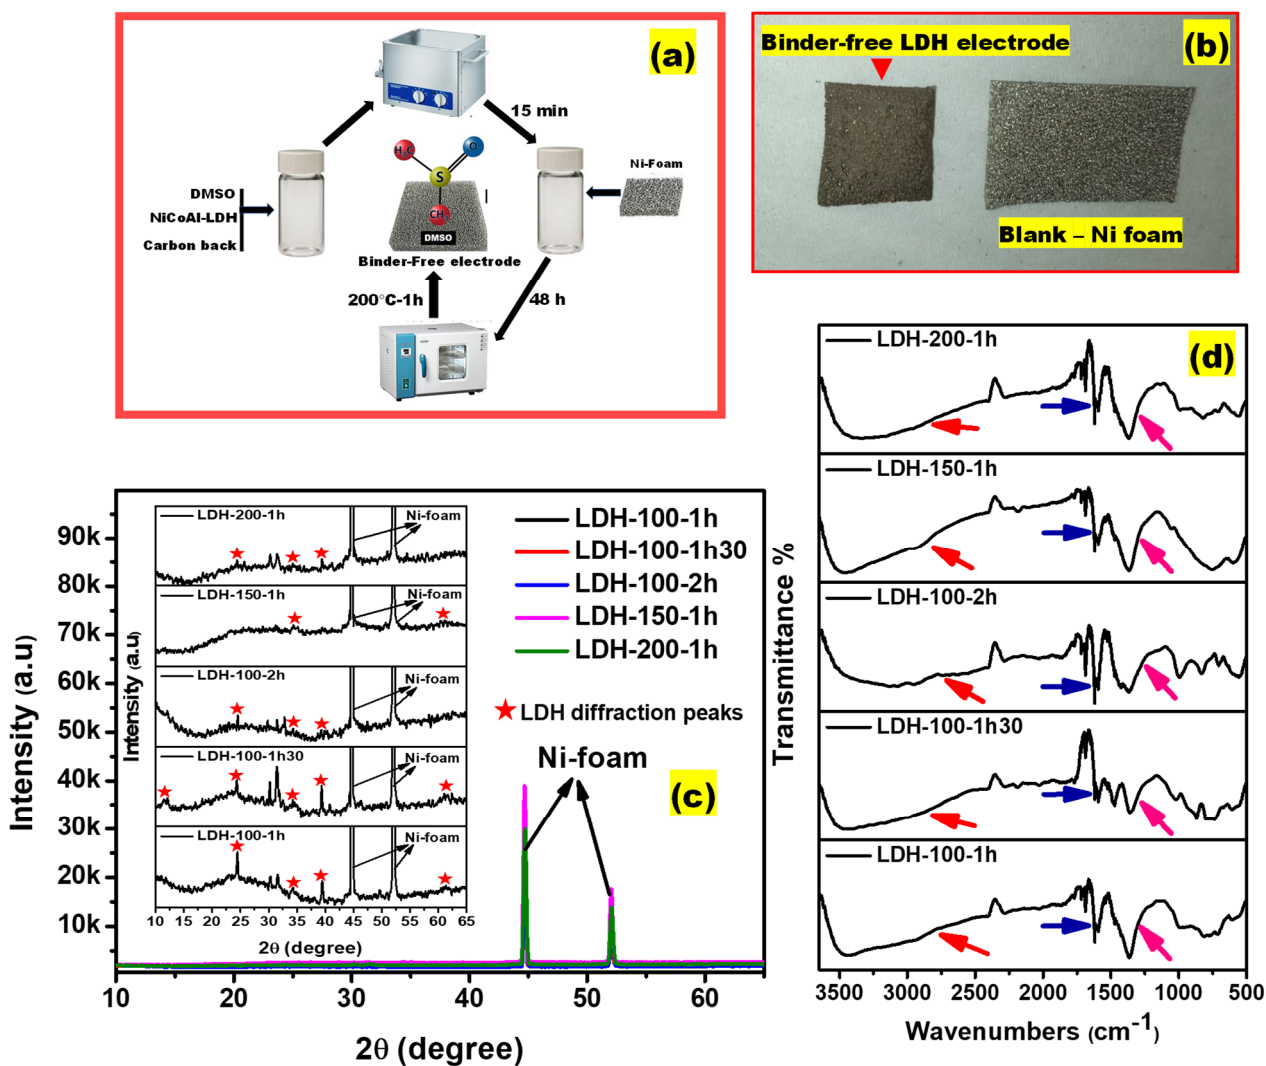 (a)
15 min
H₃C
O
S
CH₃
DMSO
Ni-Foam
DMSO
NiCoAl-LDH
Carbon back
Binder-Free electrode
200°C-1h
48 h
Binder-free LDH electrode
(b)
Blank – Ni foam
LDH-100-1h
LDH-100-1h30
LDH-100-2h
LDH-150-1h
LDH-200-1h
LDH diffraction peaks
Ni-foam
(c)
Intensity (a.u)
90k
80k
70k
60k
50k
40k
30k
20k
10k
10 20 30 40 50 60
2θ (degree)
LDH-200-1h
Ni-foam
LDH-150-1h
Ni-foam
LDH-100-2h
Ni-foam
LDH-100-1h30
Ni-foam
LDH-100-1h
Ni-foam
Intensity (a.u)
10 15 20 25 30 35 40 45 50 55 60 65
2θ (degree)
(d)
LDH-200-1h
LDH-150-1h
LDH-100-2h
LDH-100-1h30
LDH-100-1h
Transmittance %
3500 3000 2500 2000 1500 1000 500
Wavenumbers (cm⁻¹)